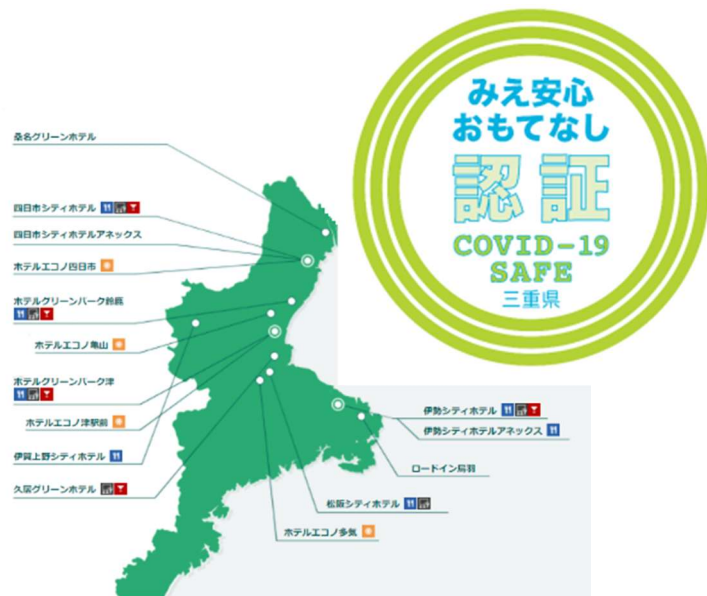 みえ安心
おもてなし
認証
COVID-19
SAFE
三重県
桑名グリーンホテル
四日市シティホテル
四日市シティホテルアネックス
ホテルエコノ四日市
ホテルグリーンパーク鈴鹿
ホテルエコノ亀山
ホテルグリーンパーク津
ホテルエコノ津駅前
伊賀上野シティホテル
久居グリーンホテル
伊勢シティホテル
伊勢シティホテルアネックス
ロードイン鳥羽
松阪シティホテル
ホテルエコノ多気